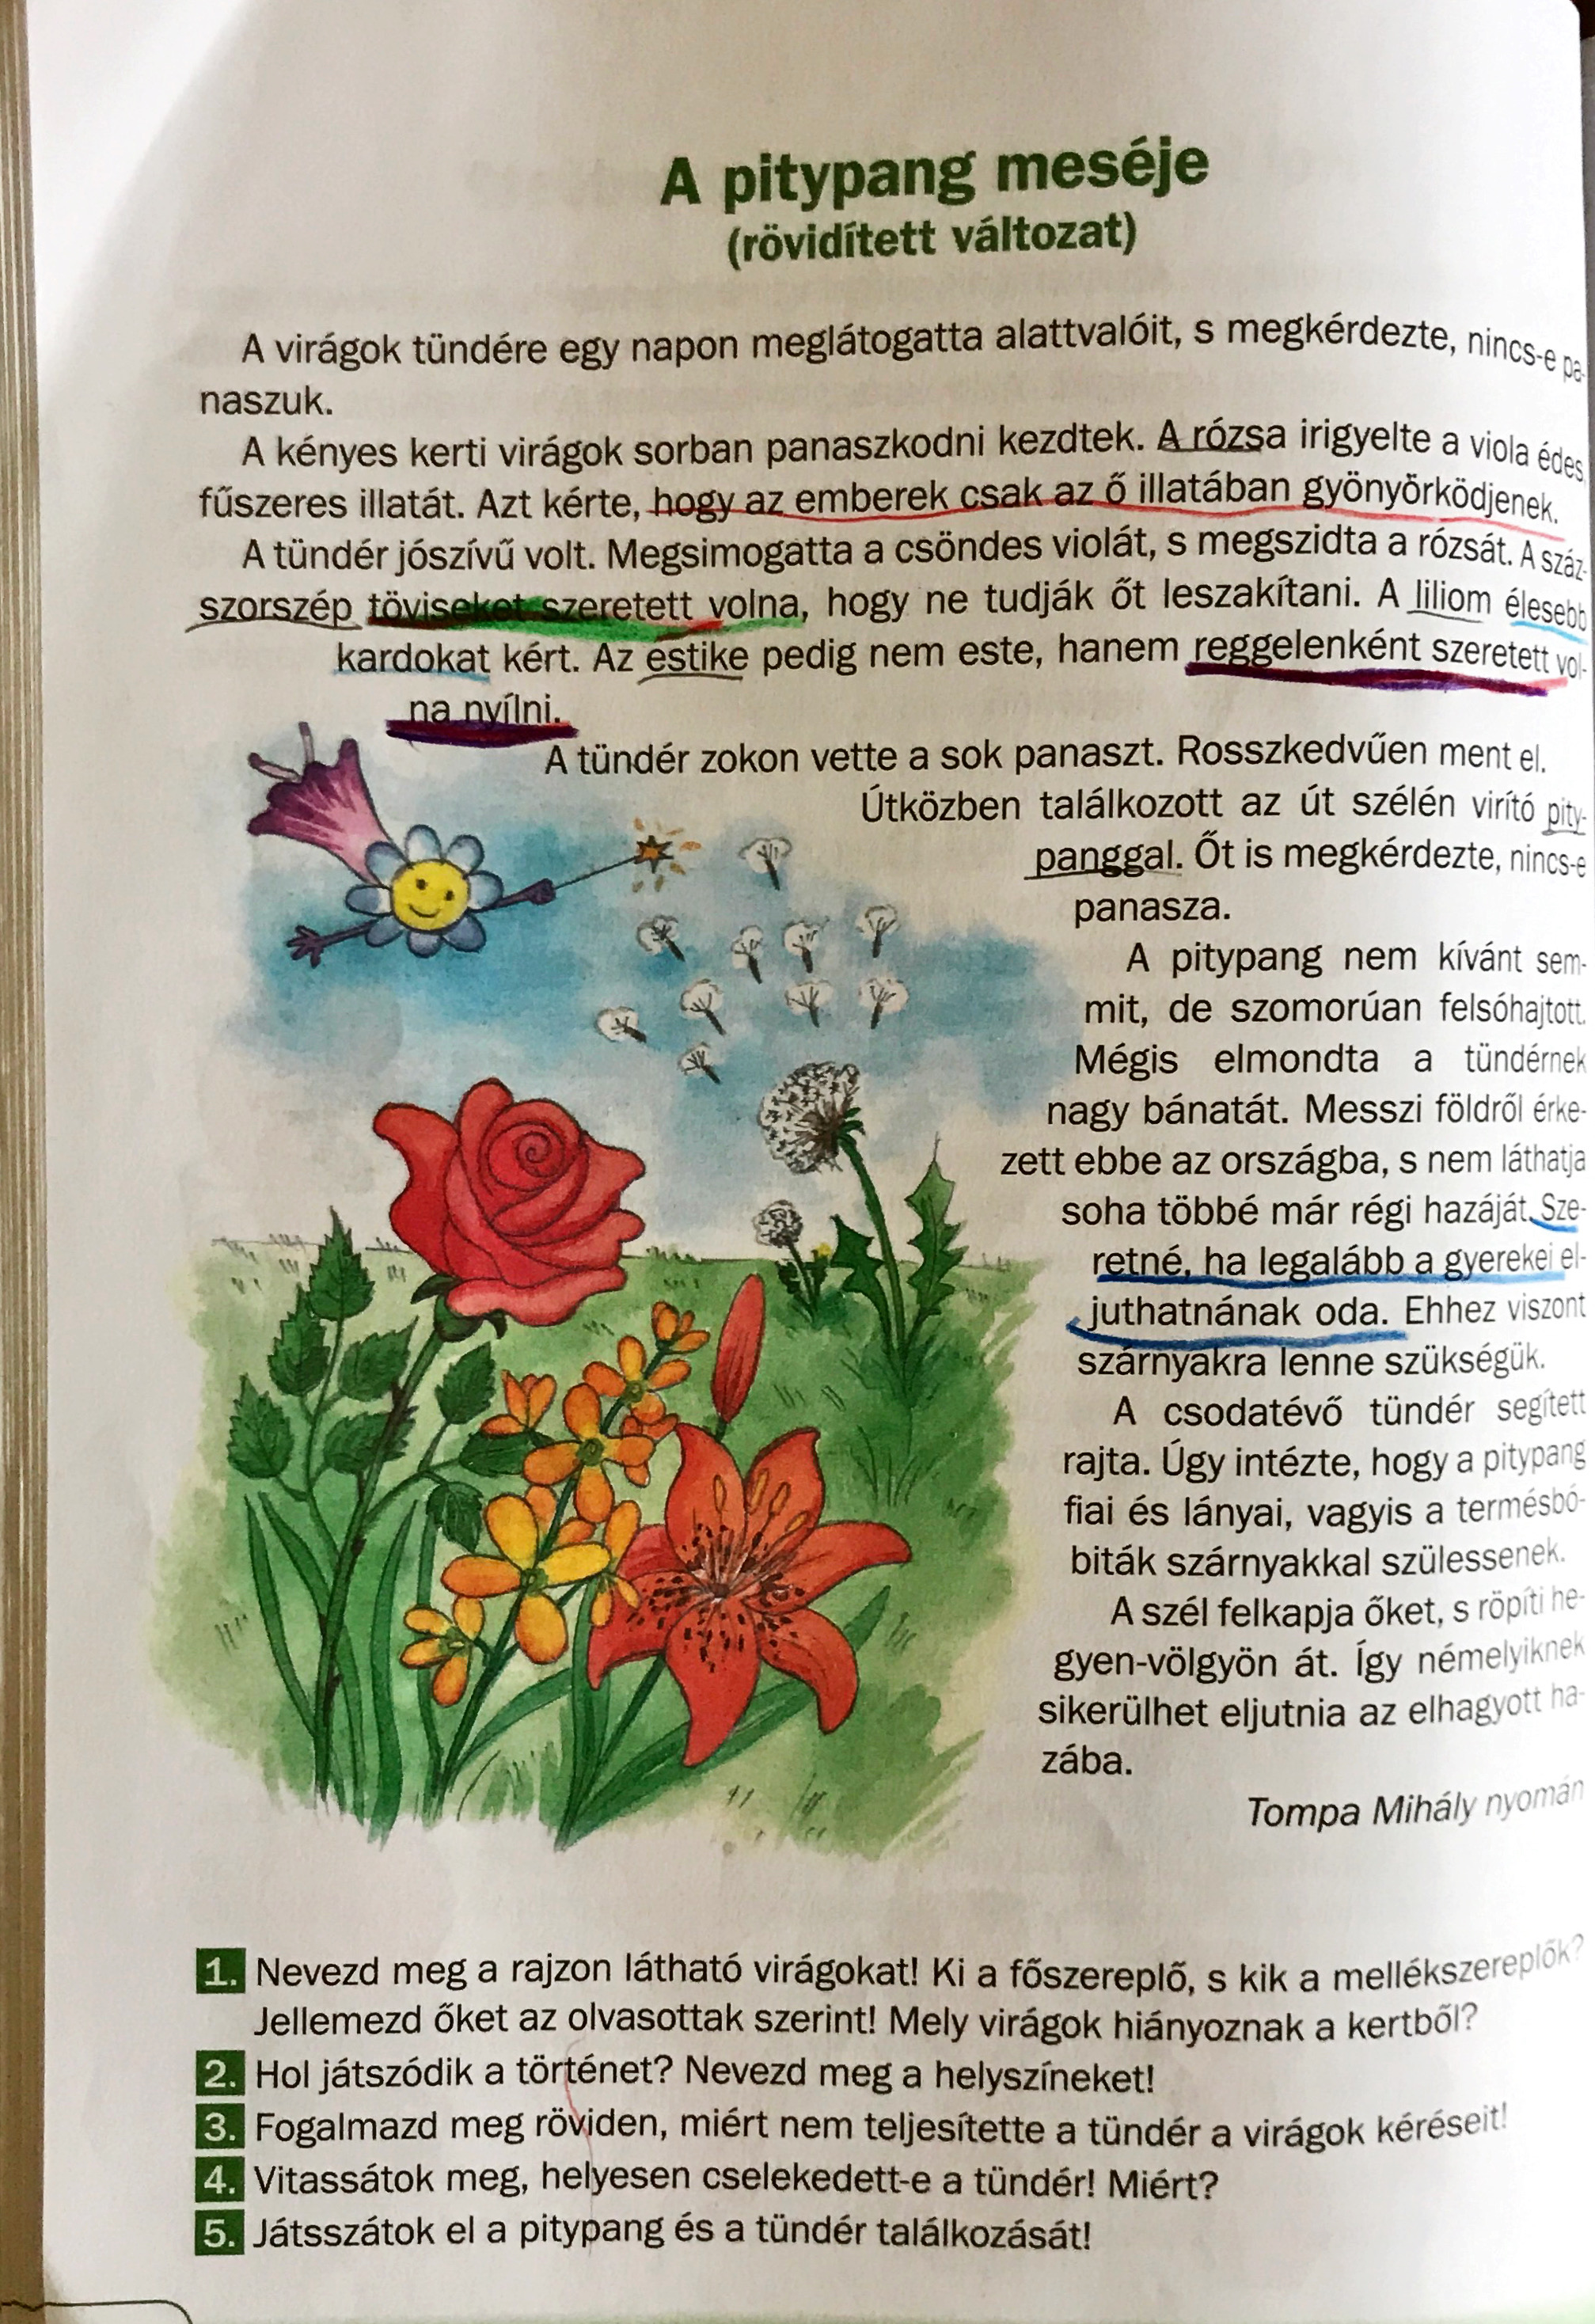 A pitypang meséje
(rövidített változat)
A virágok tündére egy napon meglátogatta alattvalóit, s megkérdezte, nincs-e pa-
naszuk.
A kényes kerti virágok sorban panaszkodni kezdtek. A rózsa irigyelte a viola édes,
fűszeres illatát. Azt kérte, hogy az emberek csak az ő illatában gyönyörködjenek.
A tündér jószívű volt. Megsimogatta a csöndes violát, s megszidta a rózsát. A száz-
szorszép töviseket szeretett volna, hogy ne tudják őt leszakítani. A liliom élesebb
kardokat kért. Az estike pedig nem este, hanem reggelenként szeretett vol-
na nyílni.
A tündér zokon vette a sok panaszt. Rosszkedvűen ment el.
Útközben találkozott az út szélén virító pity-
panggal. Őt is megkérdezte, nincs-e
panasza.
A pitypang nem kívánt sem-
mit, de szomorúan felsóhajtott.
Mégis elmondta a tündérnek
nagy bánatát. Messzi földről érke-
zett ebbe az országba, s nem láthatja
soha többé már régi hazáját. Sze-
retné, ha legalább a gyerekei el-
juthatnának oda. Ehhez viszont
szárnyakra lenne szükségük.
A csodatévő tündér segített
rajta. Úgy intézte, hogy a pitypang
fiai és lányai, vagyis a termésbó-
biták szárnyakkal szülessenek.
A szél felkapja őket, s röpíti he-
gyen-völgyön át. Így némelyiknek
sikerülhet eljutnia az elhagyott ha-
zába.
Tompa Mihály nyomán
1. Nevezd meg a rajzon látható virágokat! Ki a főszereplő, s kik a mellékszereplők?
Jellemezd őket az olvasottak szerint! Mely virágok hiányoznak a kertből?
2. Hol játszódik a történet? Nevezd meg a helyszíneket!
3. Fogalmazd meg röviden, miért nem teljesítette a tündér a virágok kéréseit!
4. Vitassátok meg, helyesen cselekedett-e a tündér! Miért?
5. Játsszátok el a pitypang és a tündér találkozását!